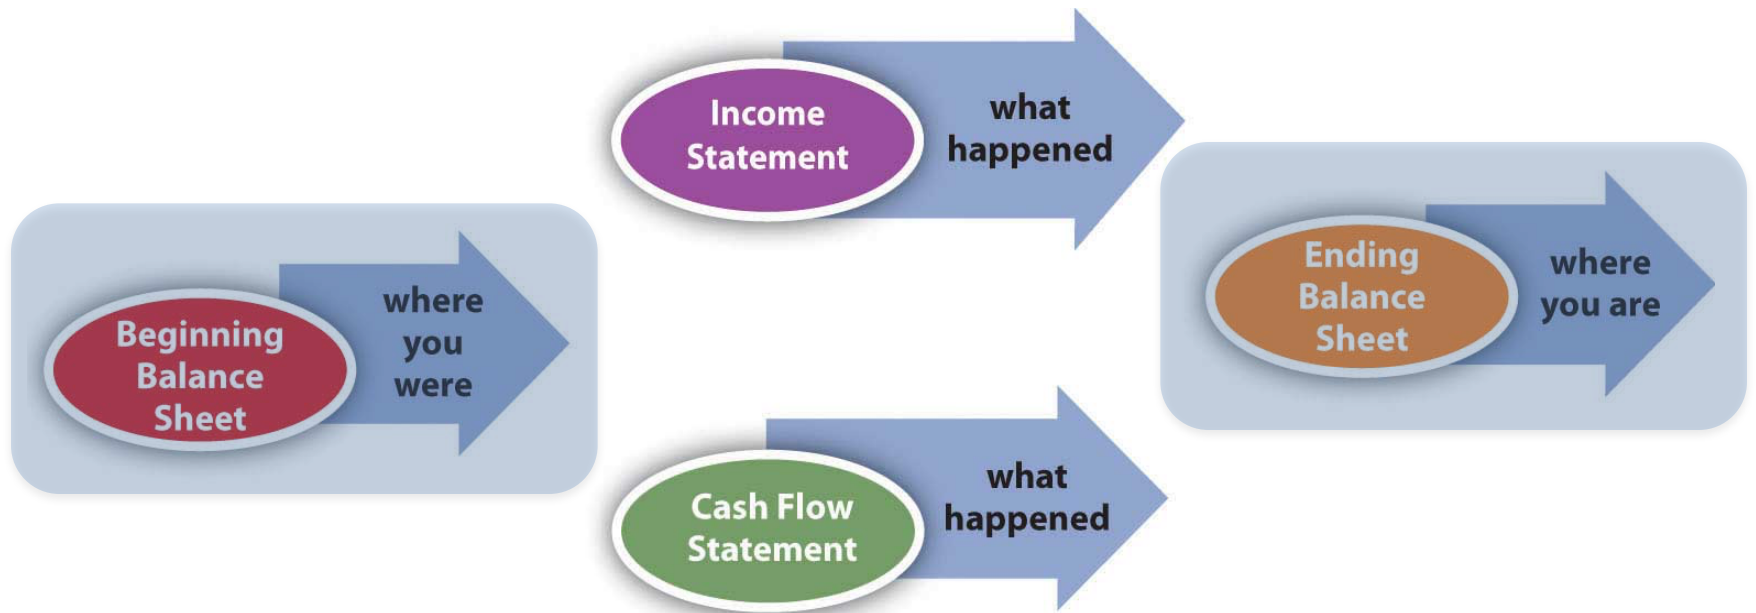 Beginning
Balance
Sheet
where
you
were
Income
Statement
what
happened
Cash Flow
Statement
what
happened
Ending
Balance
Sheet
where
you are